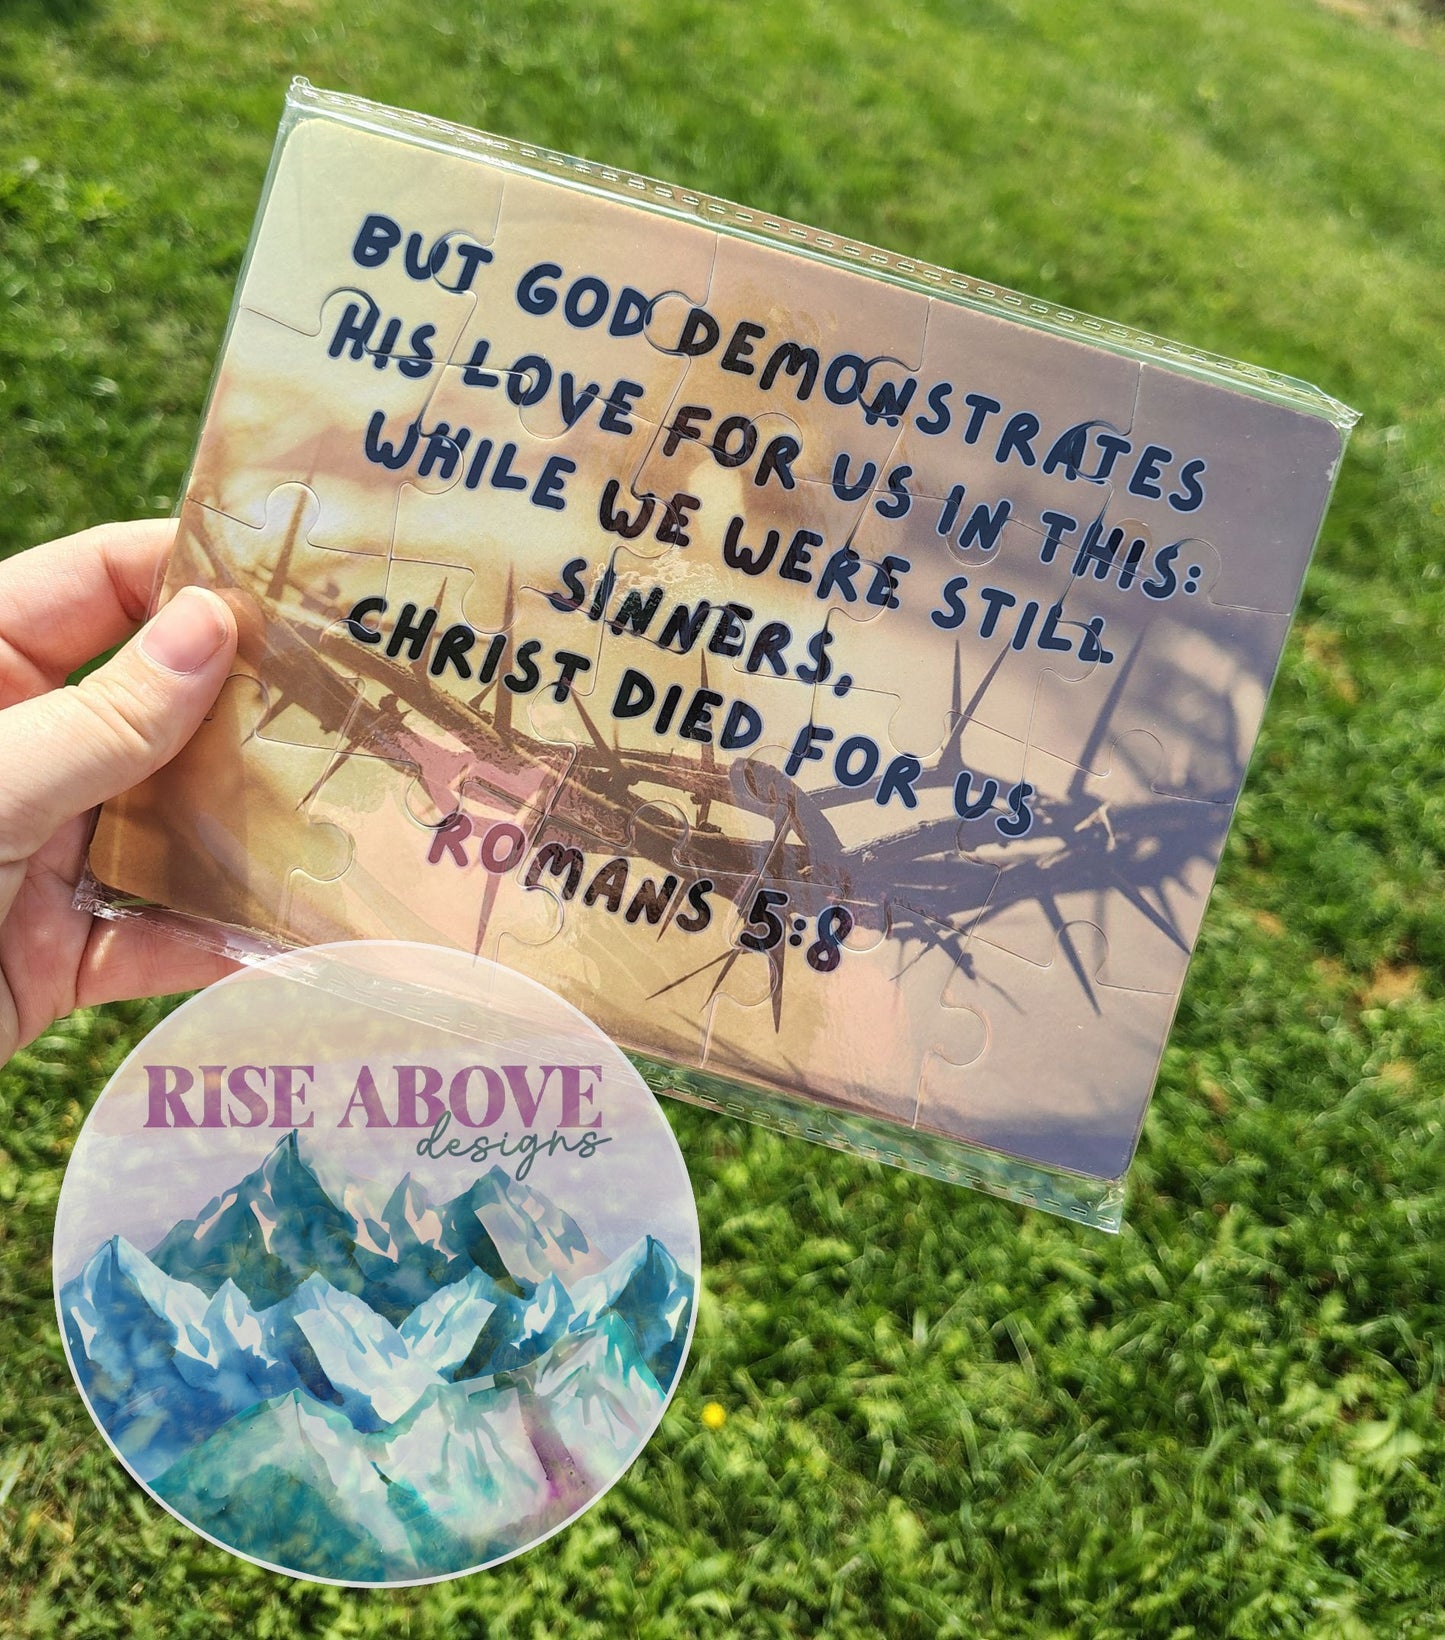 BUT GOD DEMONSTRATES
HIS LOVE FOR US IN THIS:
WHILE WE WERE STILL
SINNERS,
CHRIST DIED FOR US
ROMANS 5:8
RISE ABOVE
designs